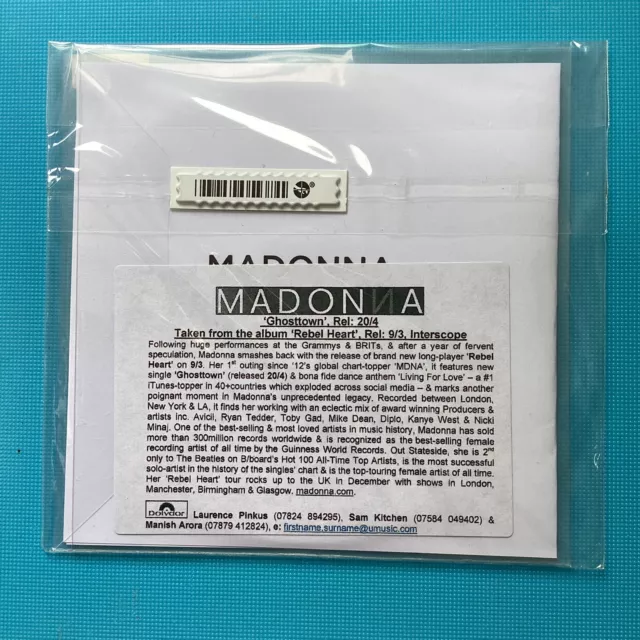 MADONNA
MADONNA
'Ghosttown', Rel: 20/4
Taken from the album 'Rebel Heart', Rel: 9/3, Interscope
Following huge performances at the Grammys & BRITs, & after a year of fervent
speculation, Madonna smashes back with the release of brand new long-player 'Rebel
Heart' on 9/3. Her 1st outing since '12's global chart-topper 'MDNA', it features new
single 'Ghosttown' (released 20/4) & bona fide dance anthem 'Living For Love' – a #1
iTunes-topper in 40+countries which exploded across social media – & marks another
poignant moment in Madonna's unprecedented legacy. Recorded between London,
New York & LA, it finds her working with an eclectic mix of award winning Producers &
artists inc. Avicii, Ryan Tedder, Toby Gad, Mike Dean, Diplo, Kanye West & Nicki
Minaj. One of the best-selling & most loved artists in music history, Madonna has sold
more than 300million records worldwide & is recognized as the best-selling female
recording artist of all time by the Guinness World Records. Out Stateside, she is 2nd
only to The Beatles on B/board's Hot 100 All-Time Top Artists, is the most successful
solo-artist in the history of the singles' chart & is the top-touring female artist of all time.
Her 'Rebel Heart' tour rocks up to the UK in December with shows in London,
Manchester, Birmingham & Glasgow, madonna.com.
Polydor Laurence Pinkus (07824 894295), Sam Kitchen (07584 049402) &
Manish Arora (07879 412824), e: firstname.surname@umusic.com